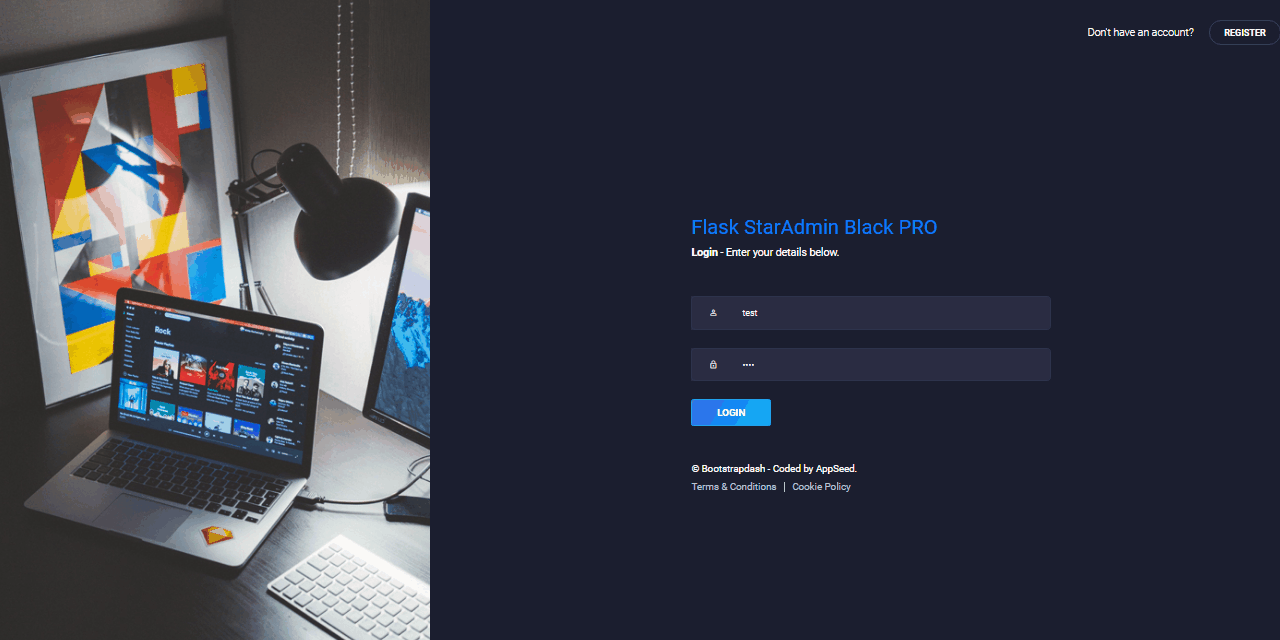 Don't have an account? REGISTER
Flask StarAdmin Black PRO
Login - Enter your details below.
test
••••
LOGIN
© Bootstrapdash - Coded by AppSeed.
Terms & Conditions | Cookie Policy
Rock